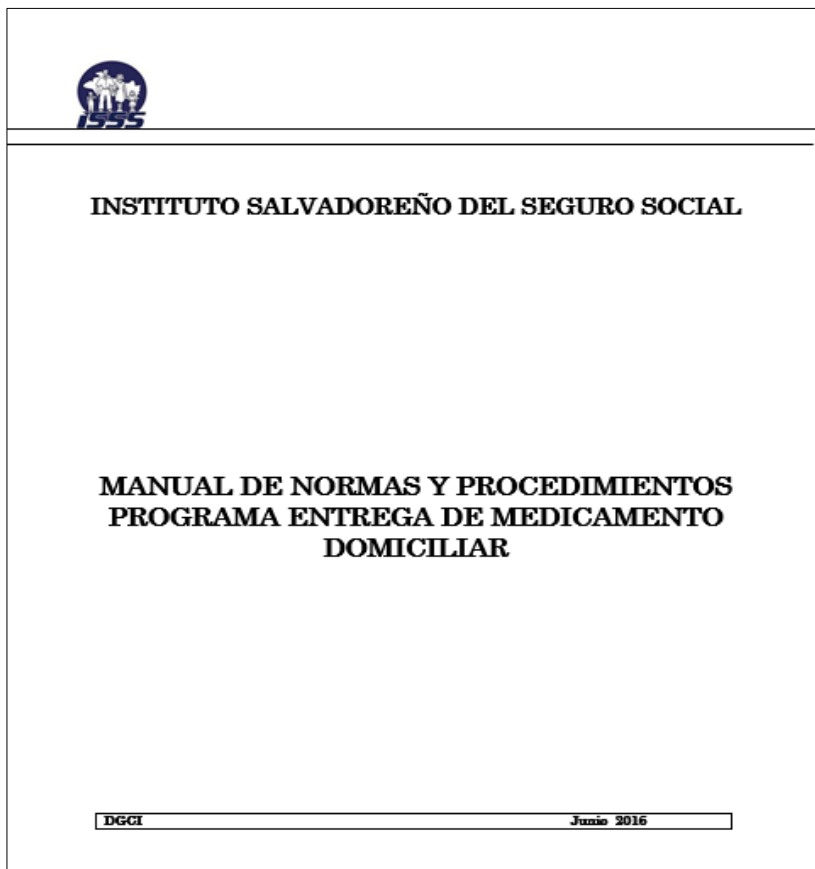 ISSS
INSTITUTO SALVADOREÑO DEL SEGURO SOCIAL
MANUAL DE NORMAS Y PROCEDIMIENTOS
PROGRAMA ENTREGA DE MEDICAMENTO
DOMICILIAR
DGCI Junio 2016